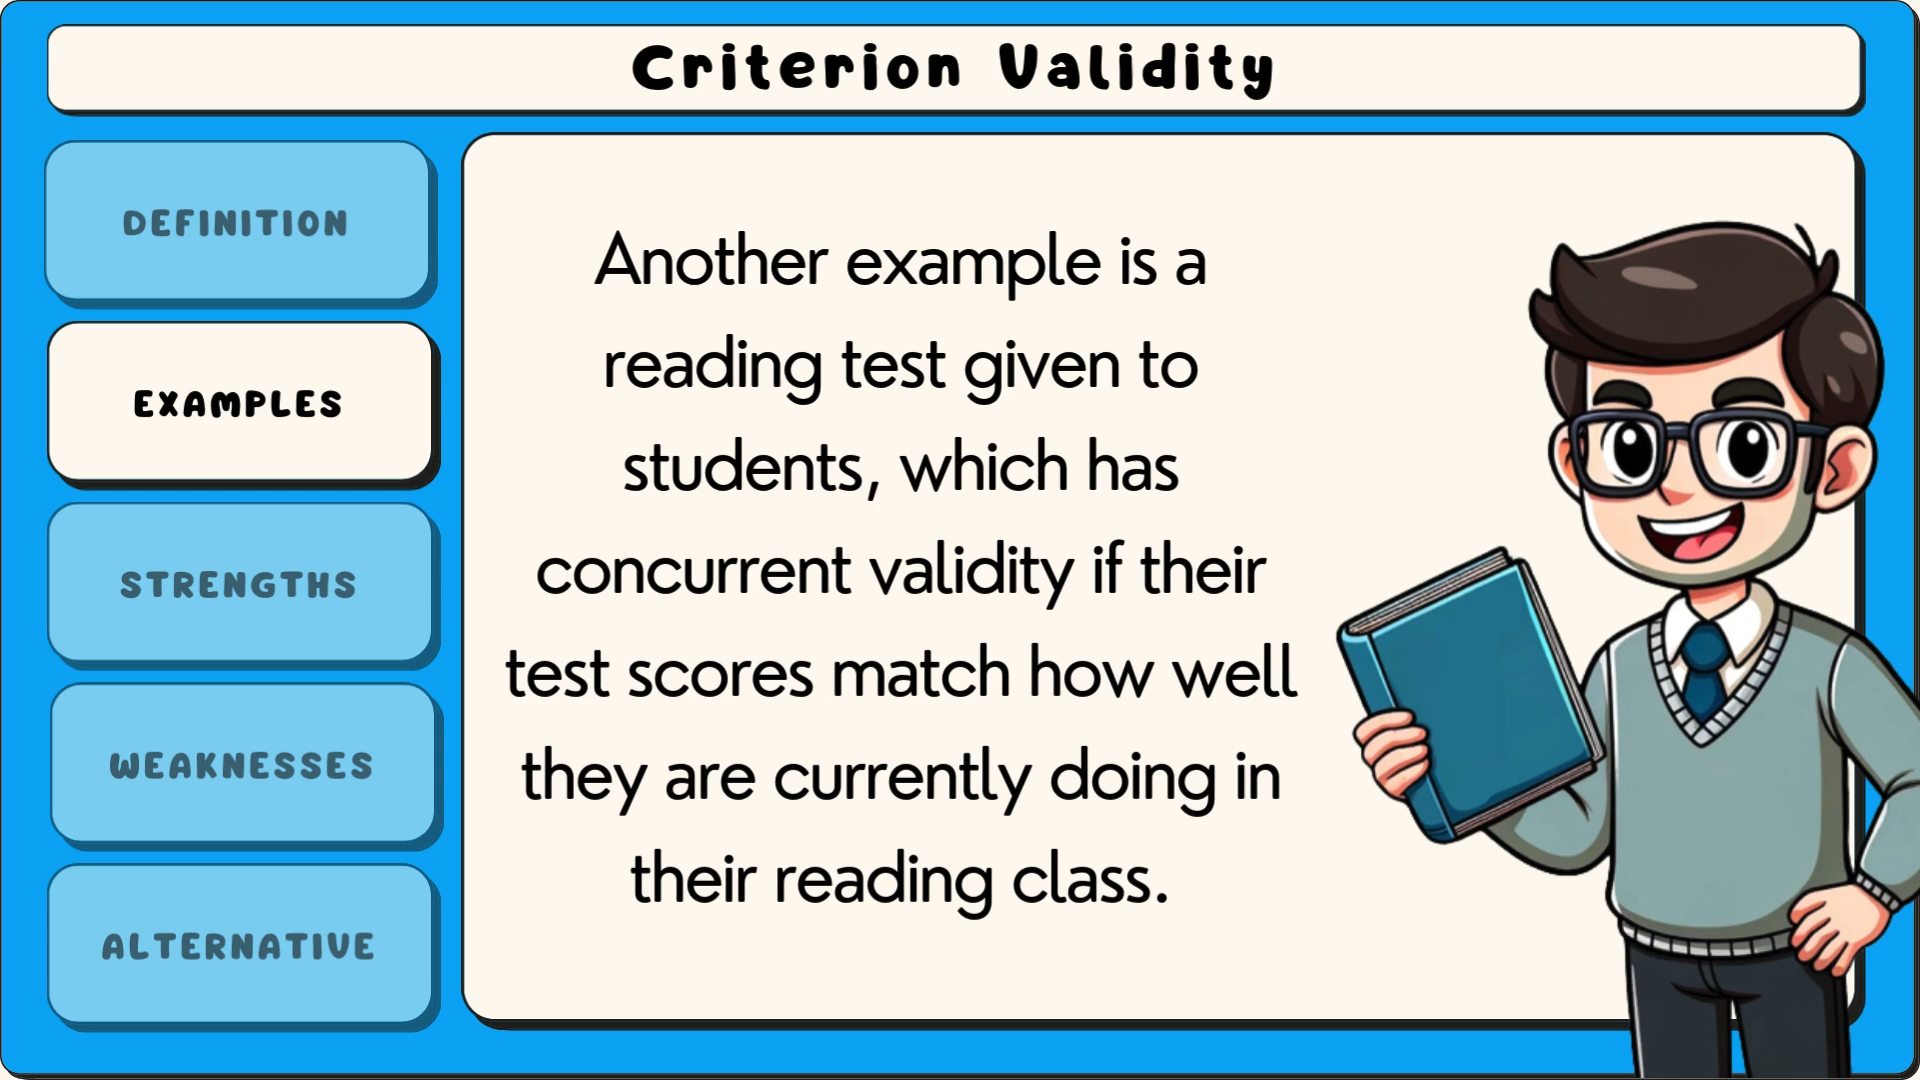 Criterion Validity
DEFINITION
EXAMPLES
STRENGTHS
WEAKNESSES
ALTERNATIVE
Another example is a
reading test given to
students, which has
concurrent validity if their
test scores match how well
they are currently doing in
their reading class.